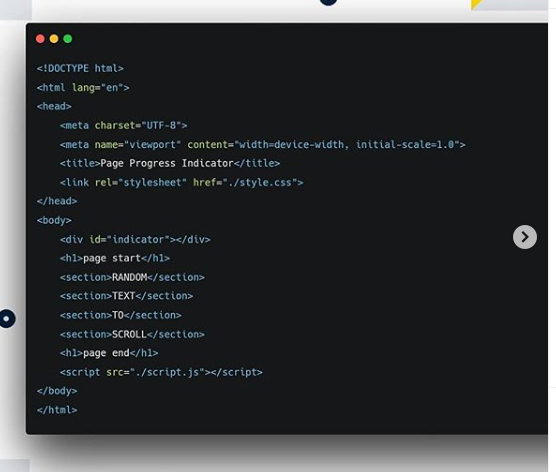 <!DOCTYPE html>
<html lang="en">
<head>
    <meta charset="UTF-8">
    <meta name="viewport" content="width=device-width, initial-scale=1.0">
    <title>Page Progress Indicator</title>
    <link rel="stylesheet" href="./style.css">
</head>
<body>
    <div id="indicator"></div>
    <h1>page start</h1>
    <section>RANDOM</section>
    <section>TEXT</section>
    <section>TO</section>
    <section>SCROLL</section>
    <h1>page end</h1>
    <script src="./script.js"></script>
</body>
</html>